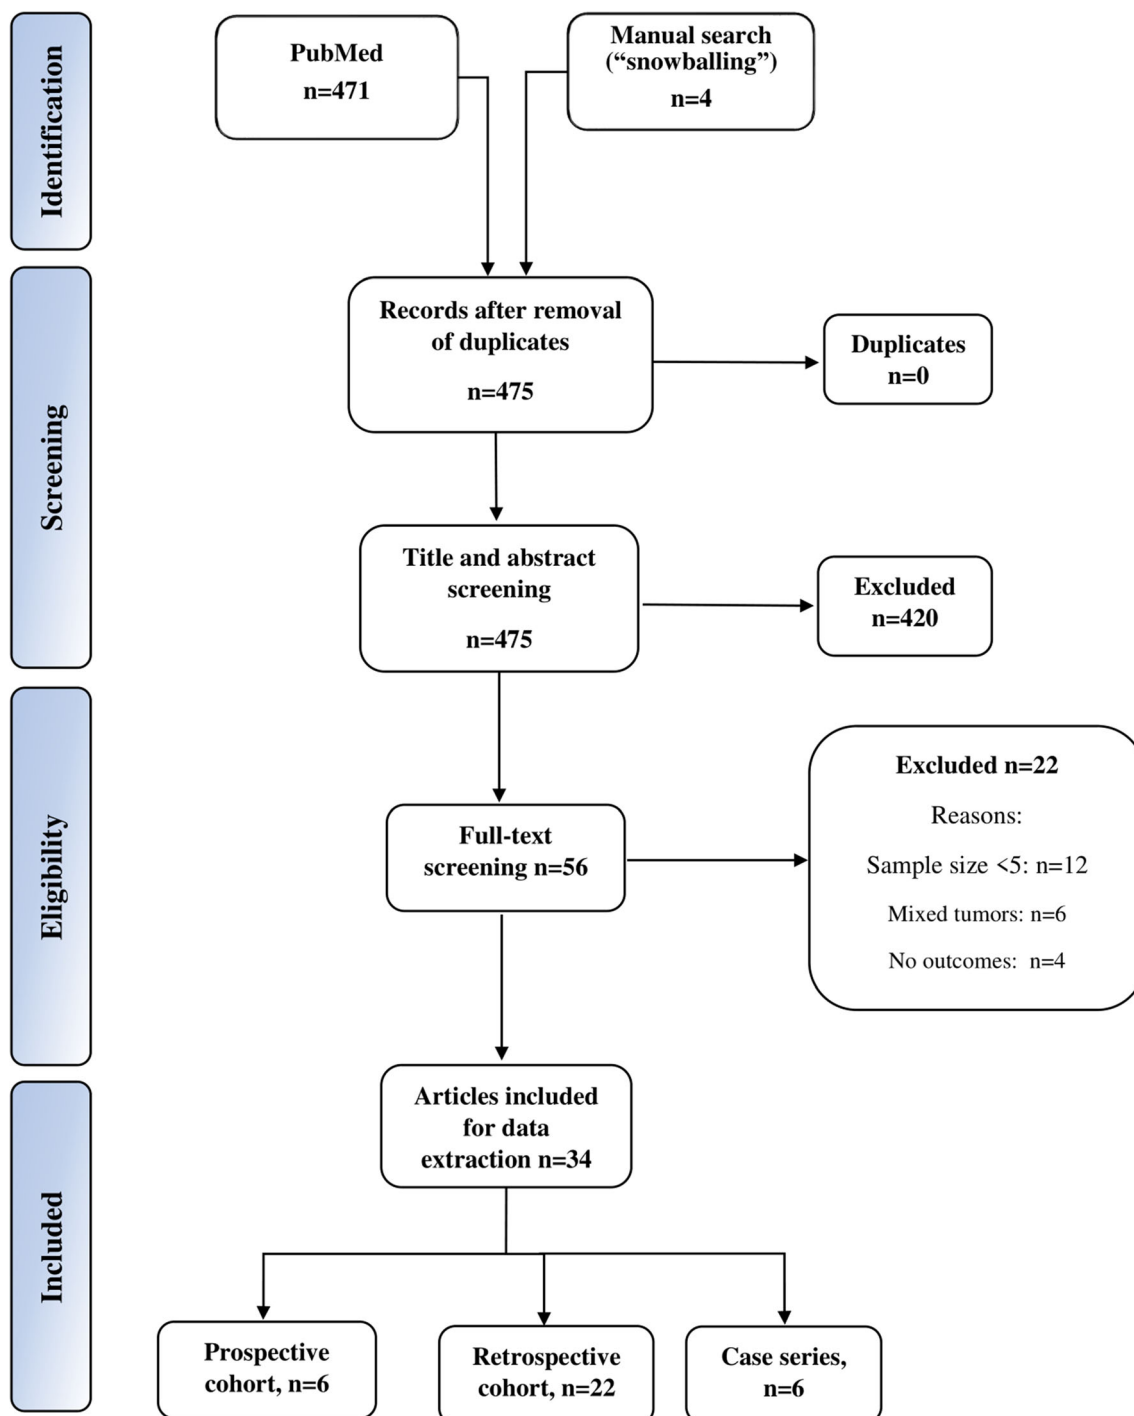 Identification
PubMed
n=471
Manual search
(“snowballing”)
n=4
Screening
Records after removal
of duplicates
n=475
Duplicates
n=0
Title and abstract
screening
n=475
Excluded
n=420
Eligibility
Full-text
screening n=56
Excluded n=22
Reasons:
Sample size <5: n=12
Mixed tumors: n=6
No outcomes: n=4
Included
Articles included
for data
extraction n=34
Prospective
cohort, n=6
Retrospective
cohort, n=22
Case series,
n=6